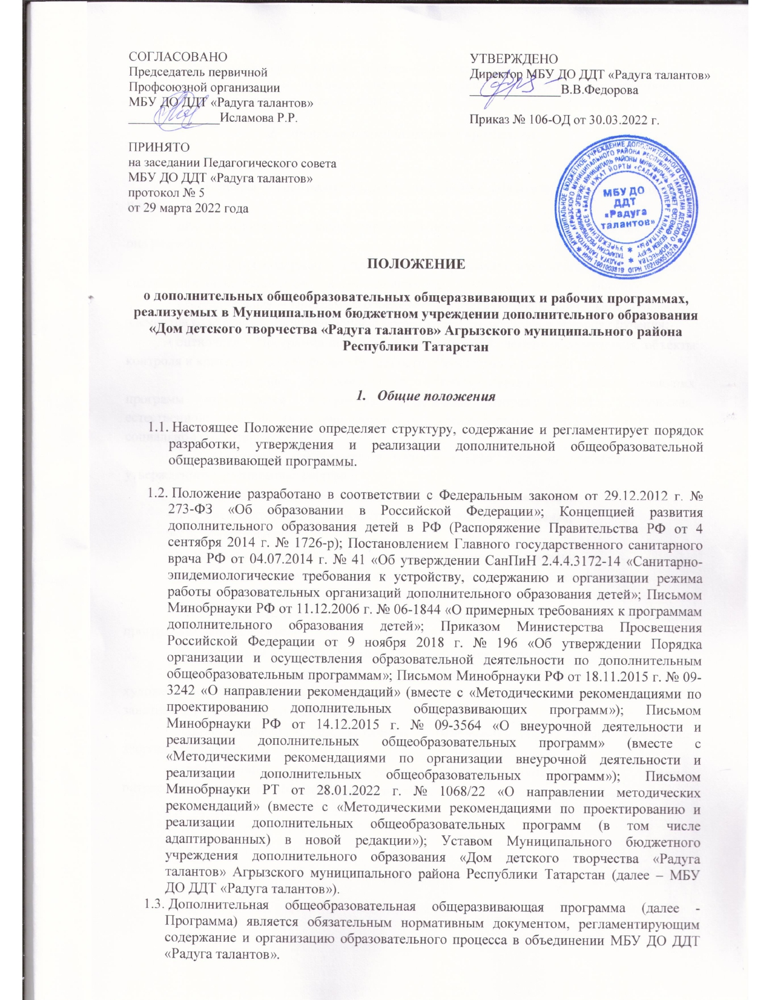 СОГЛАСОВАНО
Председатель первичной
Профсоюзной организации
МБУ ДО ДДТ «Радуга талантов»
______________Исламова Р.Р.
УТВЕРЖДЕНО
Директор МБУ ДО ДДТ «Радуга талантов»
______________В.В.Федорова
Приказ № 106-ОД от 30.03.2022 г.
ПРИНЯТО
на заседании Педагогического совета
МБУ ДО ДДТ «Радуга талантов»
протокол № 5
от 29 марта 2022 года
МБУ ДО
ДДТ
«Радуга
талантов»
ПОЛОЖЕНИЕ
о дополнительных общеобразовательных общеразвивающих и рабочих программах,
реализуемых в Муниципальном бюджетном учреждении дополнительного образования
«Дом детского творчества «Радуга талантов» Агрызского муниципального района
Республики Татарстан
1. Общие положения
1.1. Настоящее Положение определяет структуру, содержание и регламентирует порядок
разработки, утверждения и реализации дополнительной общеобразовательной
общеразвивающей программы.
1.2. Положение разработано в соответствии с Федеральным законом от 29.12.2012 г. №
273-ФЗ «Об образовании в Российской Федерации»; Концепцией развития
дополнительного образования детей в РФ (Распоряжение Правительства РФ от 4
сентября 2014 г. № 1726-р); Постановлением Главного государственного санитарного
врача РФ от 04.07.2014 г. № 41 «Об утверждении СанПиН 2.4.4.3172-14 «Санитарно-
эпидемиологические требования к устройству, содержанию и организации режима
работы образовательных организаций дополнительного образования детей»; Письмом
Минобрнауки РФ от 11.12.2006 г. № 06-1844 «О примерных требованиях к программам
дополнительного образования детей»; Приказом Министерства Просвещения
Российской Федерации от 9 ноября 2018 г. № 196 «Об утверждении Порядка
организации и осуществления образовательной деятельности по дополнительным
общеобразовательным программам»; Письмом Минобрнауки РФ от 18.11.2015 г. № 09-
3242 «О направлении рекомендаций» (вместе с «Методическими рекомендациями по
проектированию дополнительных общеразвивающих программ»); Письмом
Минобрнауки РФ от 14.12.2015 г. № 09-3564 «О внеурочной деятельности и
реализации дополнительных общеобразовательных программ» (вместе с
«Методическими рекомендациями по организации внеурочной деятельности и
реализации дополнительных общеобразовательных программ»); Письмом
Минобрнауки РТ от 28.01.2022 г. № 1068/22 «О направлении методических
рекомендаций» (вместе с «Методическими рекомендациями по проектированию и
реализации дополнительных общеобразовательных программ (в том числе
адаптированных) в новой редакции»); Уставом Муниципального бюджетного
учреждения дополнительного образования «Дом детского творчества «Радуга
талантов» Агрызского муниципального района Республики Татарстан (далее – МБУ
ДО ДДТ «Радуга талантов»).
1.3. Дополнительная общеобразовательная общеразвивающая программа (далее -
Программа) является обязательным нормативным документом, регламентирующим
содержание и организацию образовательного процесса в объединении МБУ ДО ДДТ
«Радуга талантов».